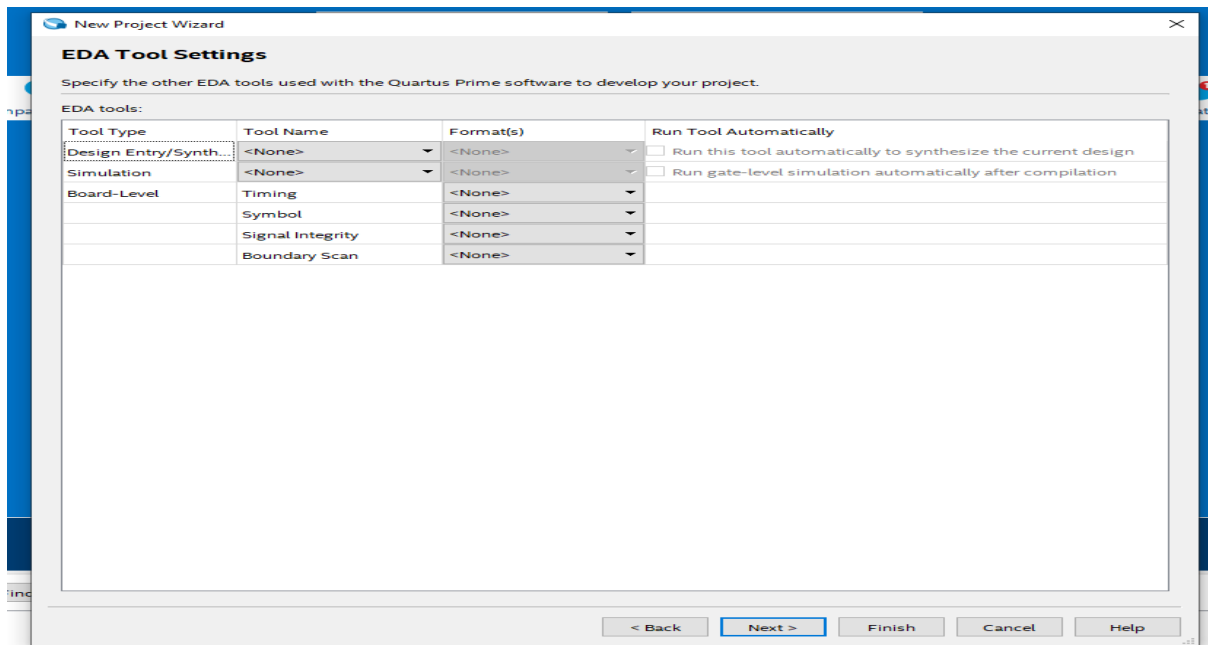 New Project Wizard
EDA Tool Settings
Specify the other EDA tools used with the Quartus Prime software to develop your project.
EDA tools:
Tool Type Tool Name Format(s) Run Tool Automatically
Design Entry/Synth... <None> <None> Run this tool automatically to synthesize the current design
Simulation <None> <None> Run gate-level simulation automatically after compilation
Board-Level Timing <None>
Symbol <None>
Signal Integrity <None>
Boundary Scan <None>
< Back Next > Finish Cancel Help